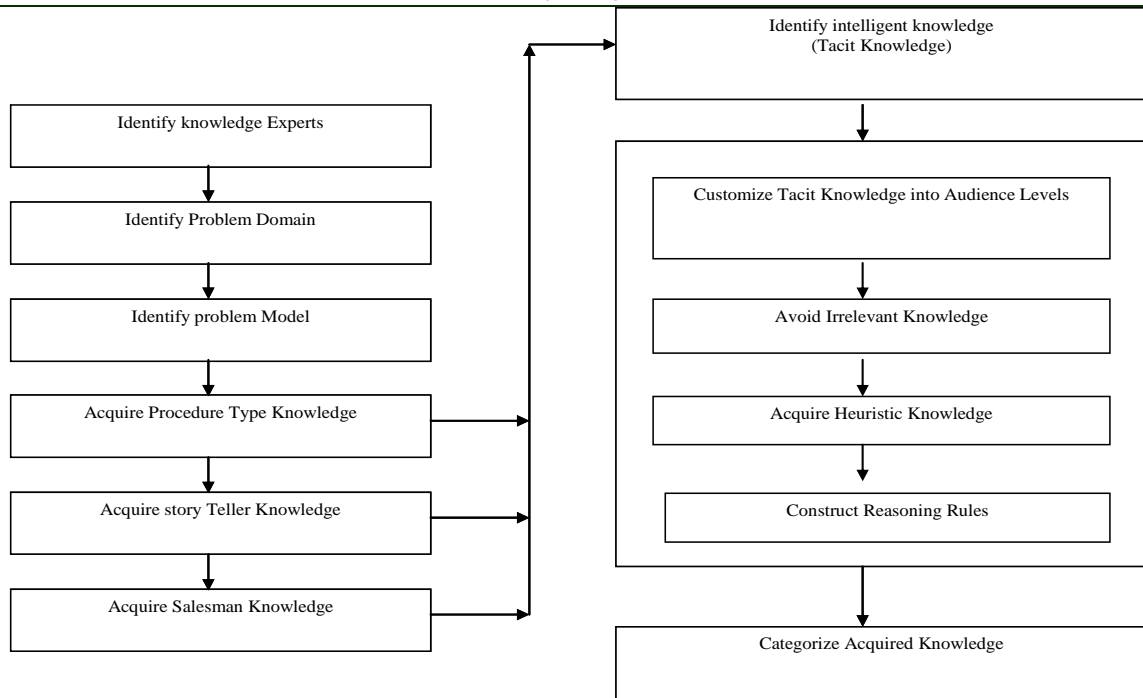 Identify knowledge Experts
Identify Problem Domain
Identify problem Model
Acquire Procedure Type Knowledge
Acquire story Teller Knowledge
Acquire Salesman Knowledge
Identify intelligent knowledge
(Tacit Knowledge)
Customize Tacit Knowledge into Audience Levels
Avoid Irrelevant Knowledge
Acquire Heuristic Knowledge
Construct Reasoning Rules
Categorize Acquired Knowledge